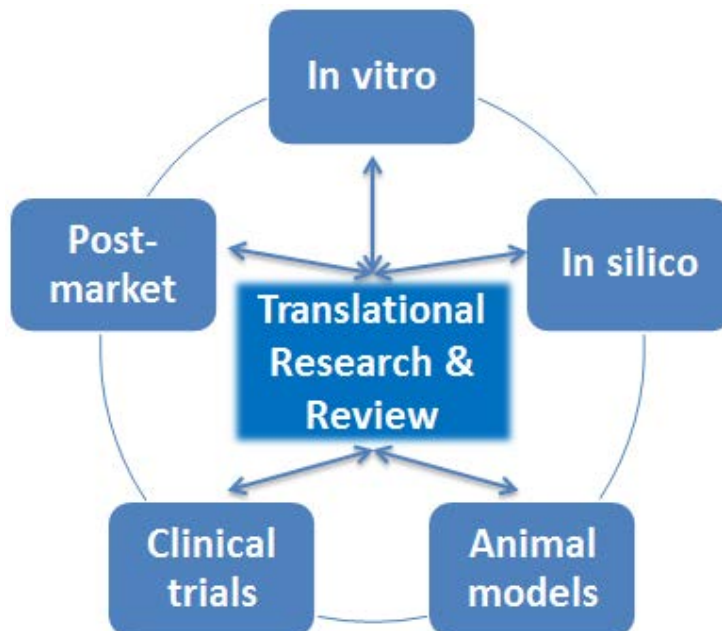 In vitro
Post-
market
In silico
Translational
Research &
Review
Clinical
trials
Animal
models